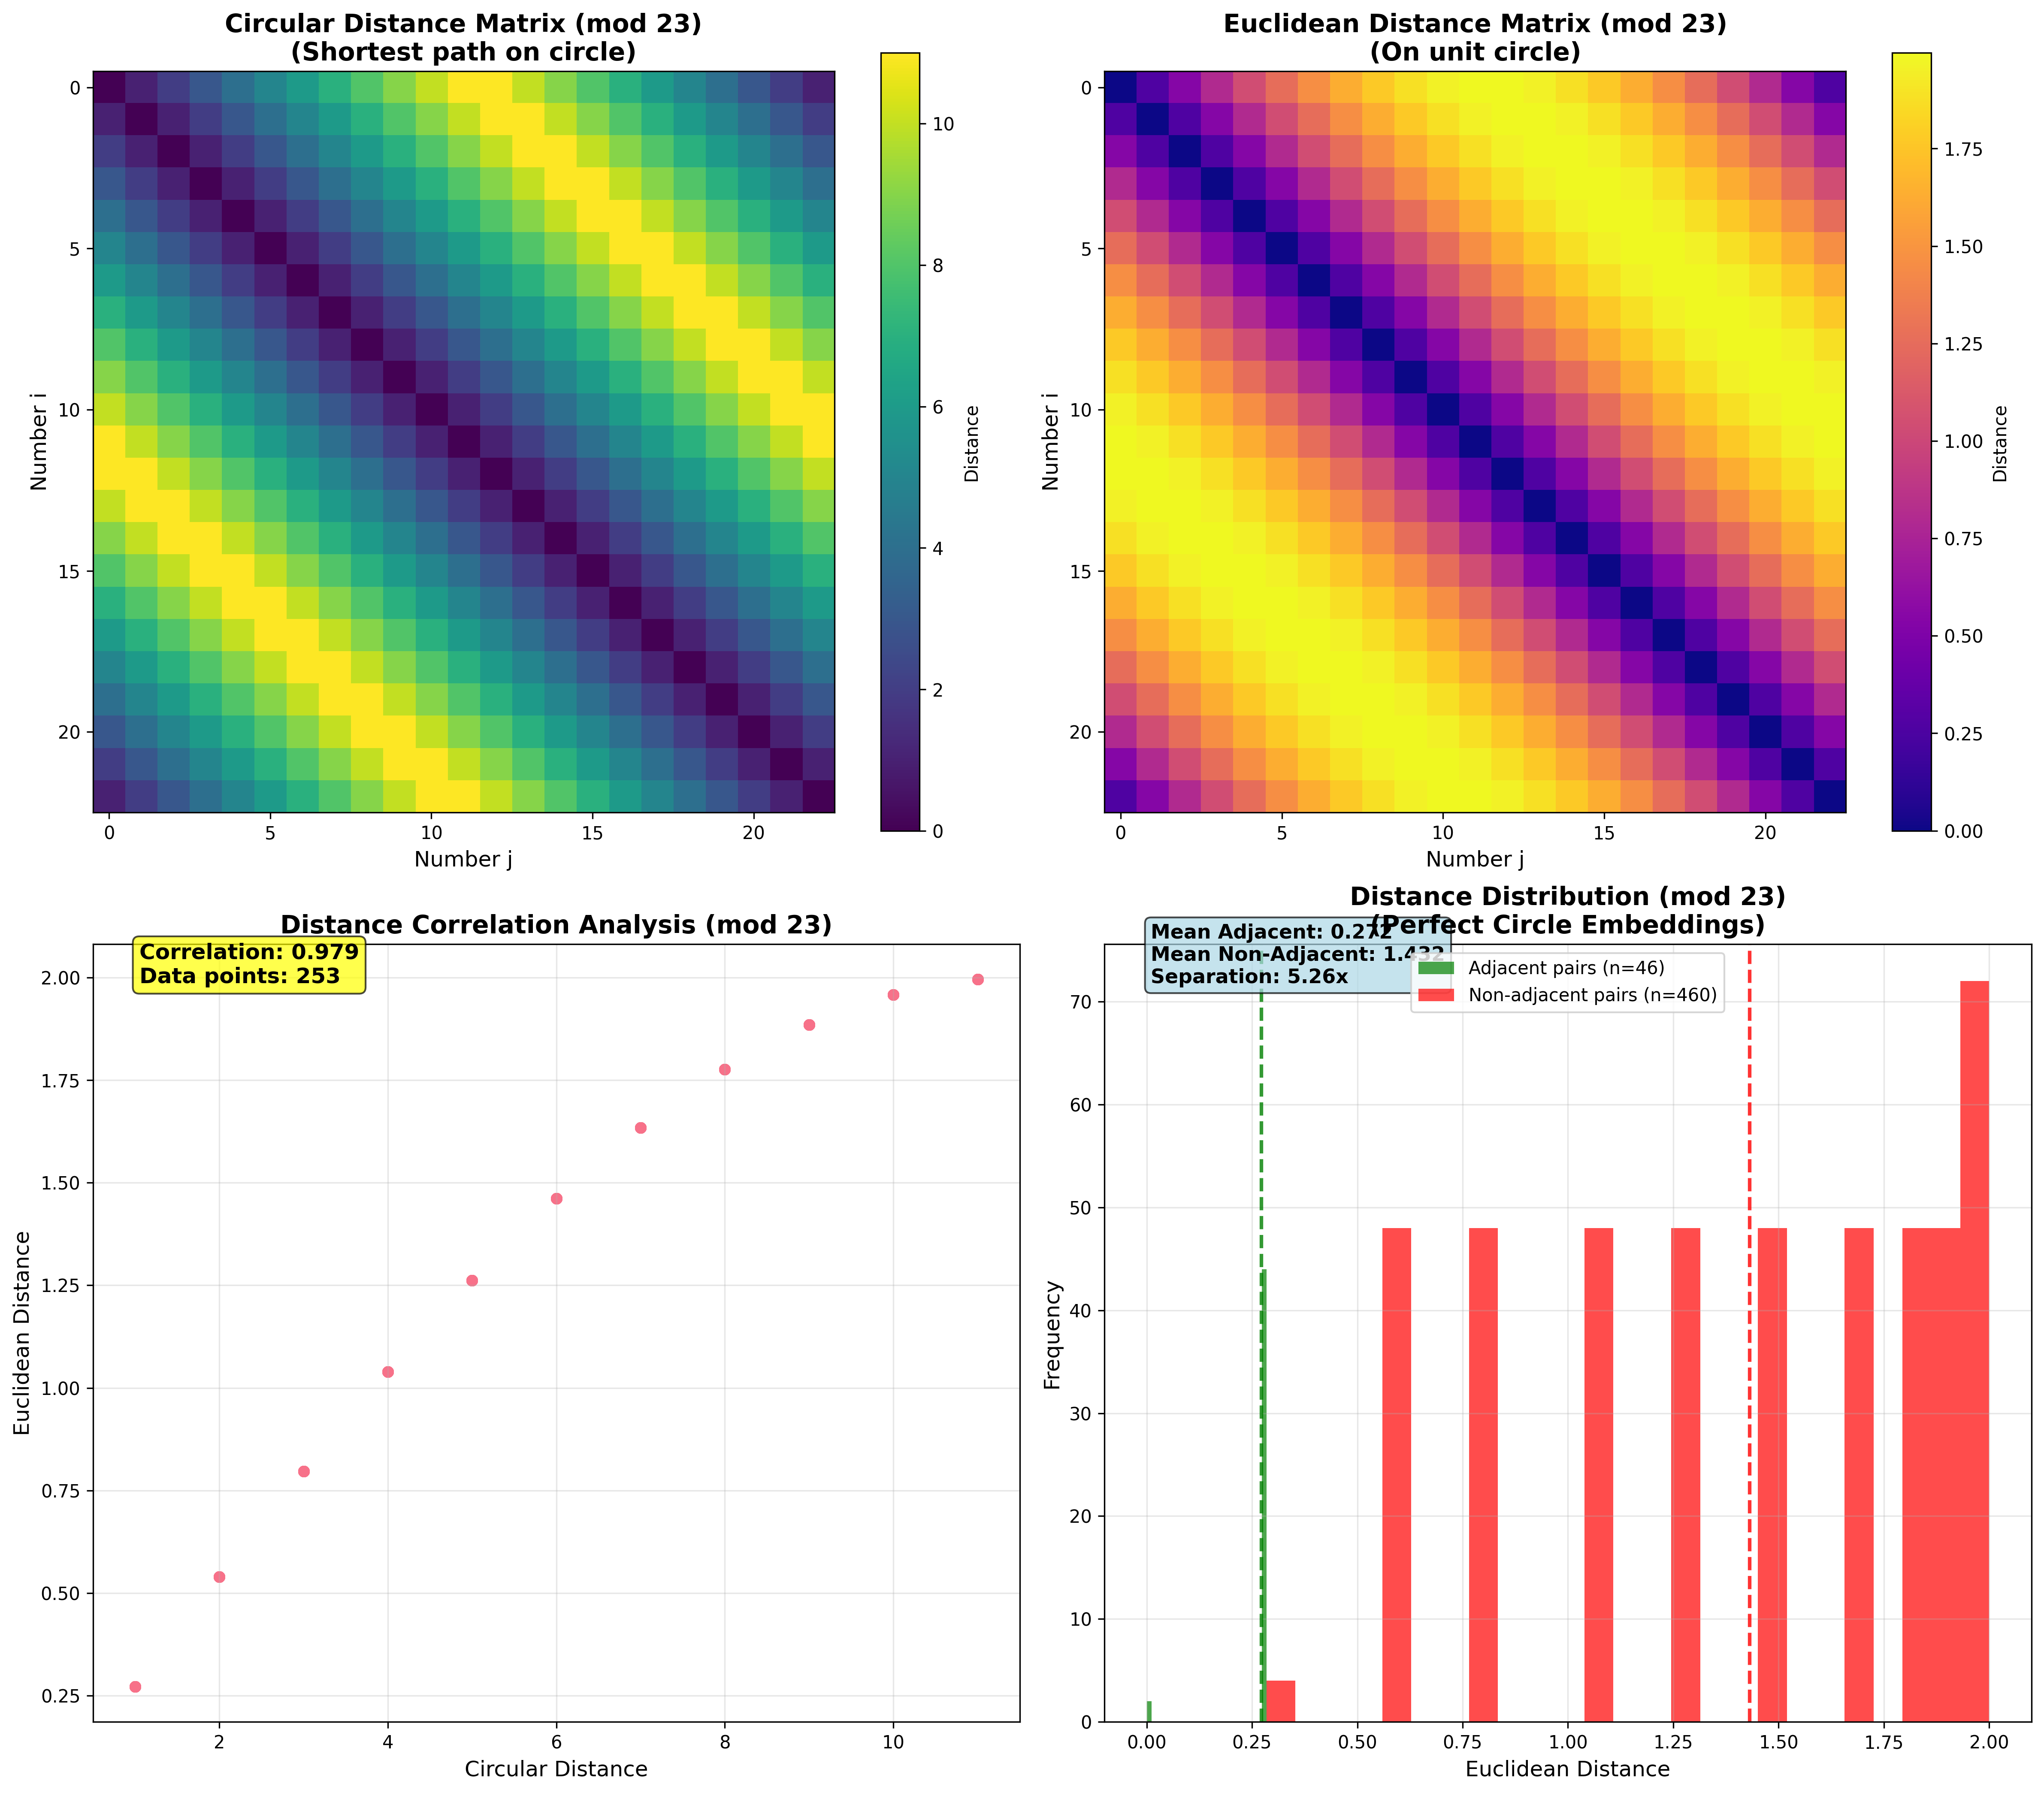 Circular Distance Matrix (mod 23)
(Shortest path on circle)
0
5
10
15
20
Number i
0
5
10
15
20
Number j
10
8
6
4
2
0
Distance
Euclidean Distance Matrix (mod 23)
(On unit circle)
0
5
10
15
20
Number i
0
5
10
15
20
Number j
1.75
1.50
1.25
1.00
0.75
0.50
0.25
0.00
Distance
Distance Correlation Analysis (mod 23)
Correlation: 0.979
Data points: 253
2.00
1.75
1.50
1.25
1.00
0.75
0.50
0.25
Euclidean Distance
2
4
6
8
10
Circular Distance
Distance Distribution (mod 23)
(Perfect Circle Embeddings)
Mean Adjacent: 0.272
Mean Non-Adjacent: 1.432
Separation: 5.26x
Adjacent pairs (n=46)
Non-adjacent pairs (n=460)
70
60
50
40
30
20
10
0
Frequency
0.00
0.25
0.50
0.75
1.00
1.25
1.50
1.75
2.00
Euclidean Distance